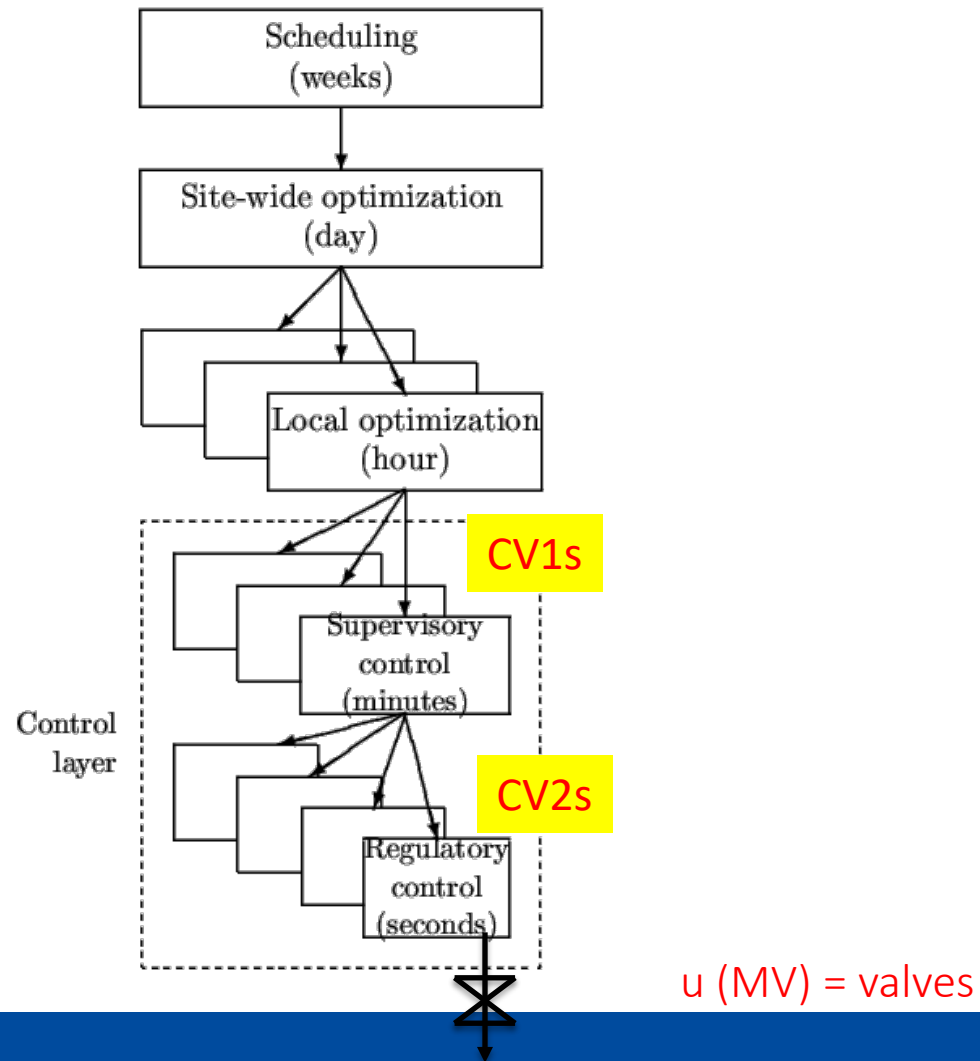 Scheduling
(weeks)
Site-wide optimization
(day)
Local optimization
(hour)
CV1s
Supervisory
control
(minutes)
Control
layer
CV2s
Regulatory
control
(seconds)
u (MV) = valves